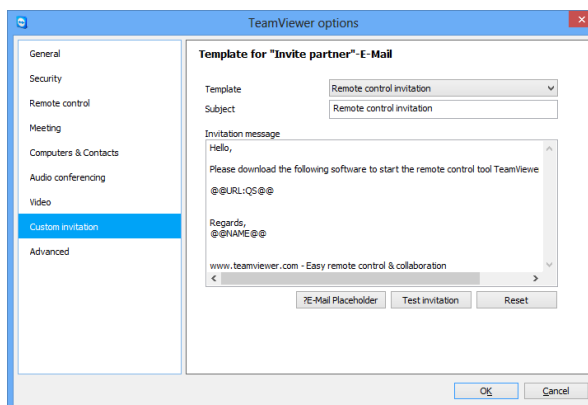 TeamViewer options
General
Security
Remote control
Meeting
Computers & Contacts
Audio conferencing
Video
Custom invitation
Advanced
Template for "Invite partner"-E-Mail
Template
Remote control invitation
Subject
Remote control invitation
Invitation message
Hello,
Please download the following software to start the remote control tool TeamViewe
@@URL:QS@@
Regards,
@@NAME@@
www.teamviewer.com - Easy remote control & collaboration
?E-Mail Placeholder
Test invitation
Reset
OK
Cancel